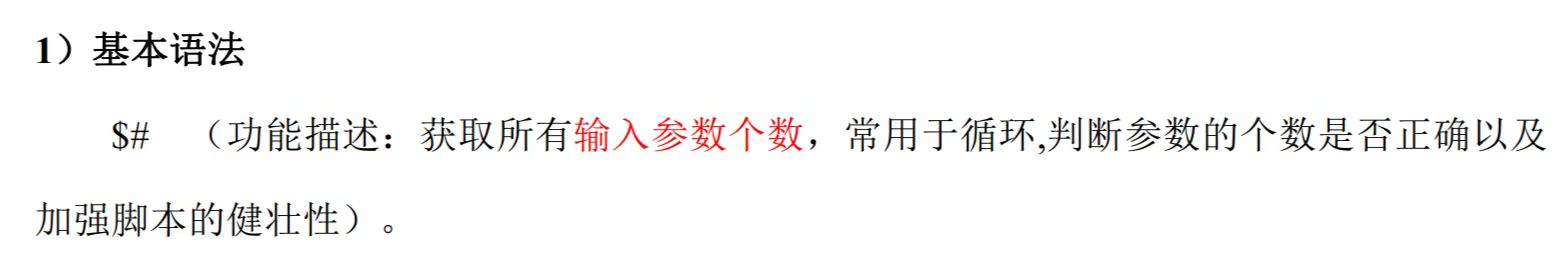 1）基本语法
$# （功能描述：获取所有输入参数个数，常用于循环,判断参数的个数是否正确以及
加强脚本的健壮性）。